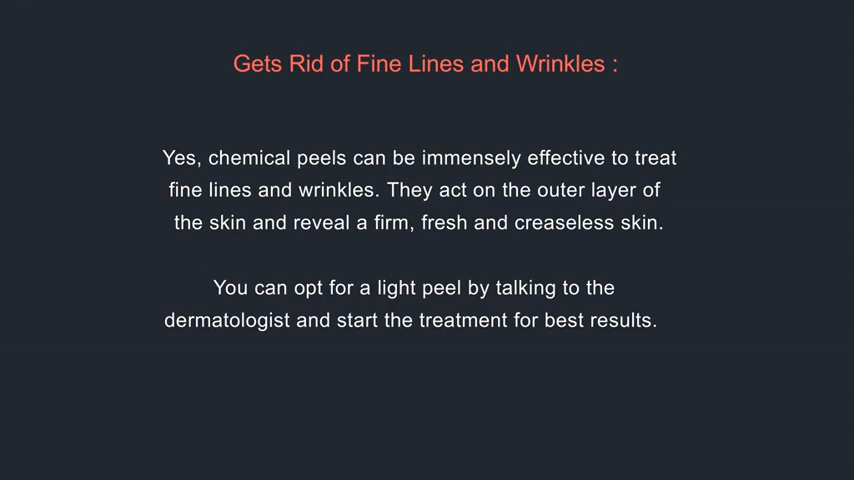 Gets Rid of Fine Lines and Wrinkles :
Yes, chemical peels can be immensely effective to treat
fine lines and wrinkles. They act on the outer layer of
the skin and reveal a firm, fresh and creaseless skin.
You can opt for a light peel by talking to the
dermatologist and start the treatment for best results.